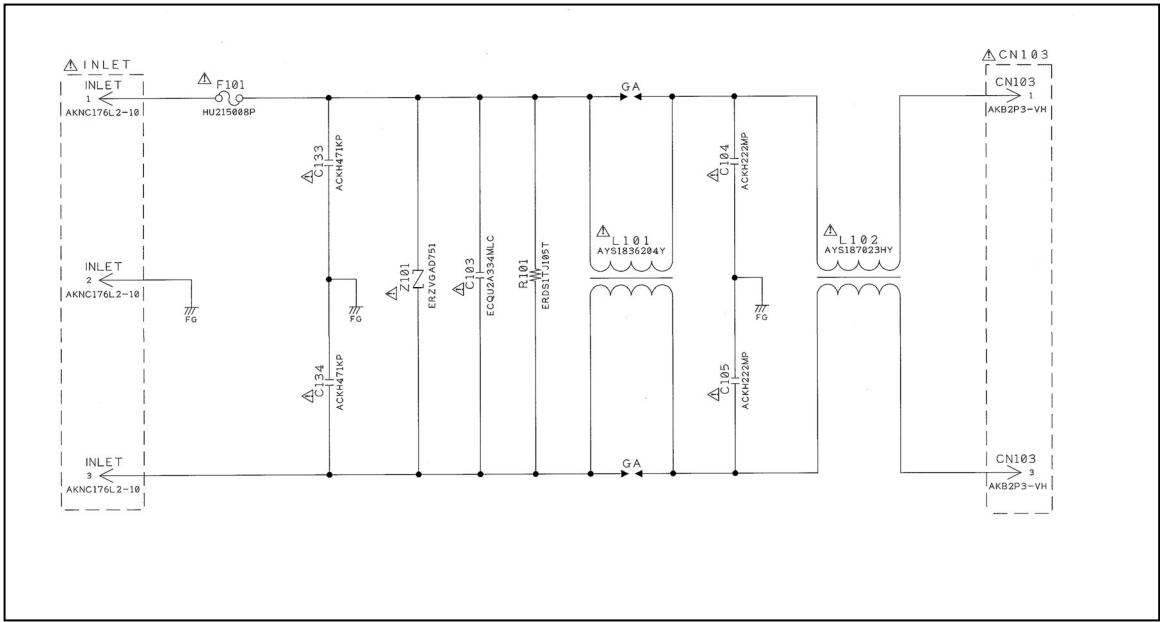 INLET
INLET
1
AKNC176L2-10
F101
HU215008P
C133
ACKH471KP
INLET
2
AKNC176L2-10
FG
FG
C134
ACKH471KP
INLET
3
AKNC176L2-10
Z101
ERZVGAD751
C103
ECQU2A334MLC
R101
ERDS1TJ105T
GA
L101
AYS1836204Y
GA
C104
ACKH222MP
FG
C105
ACKH222MP
L102
AYS187023HY
CN103
CN103
1
AKB2P3-VH
CN103
3
AKB2P3-VH